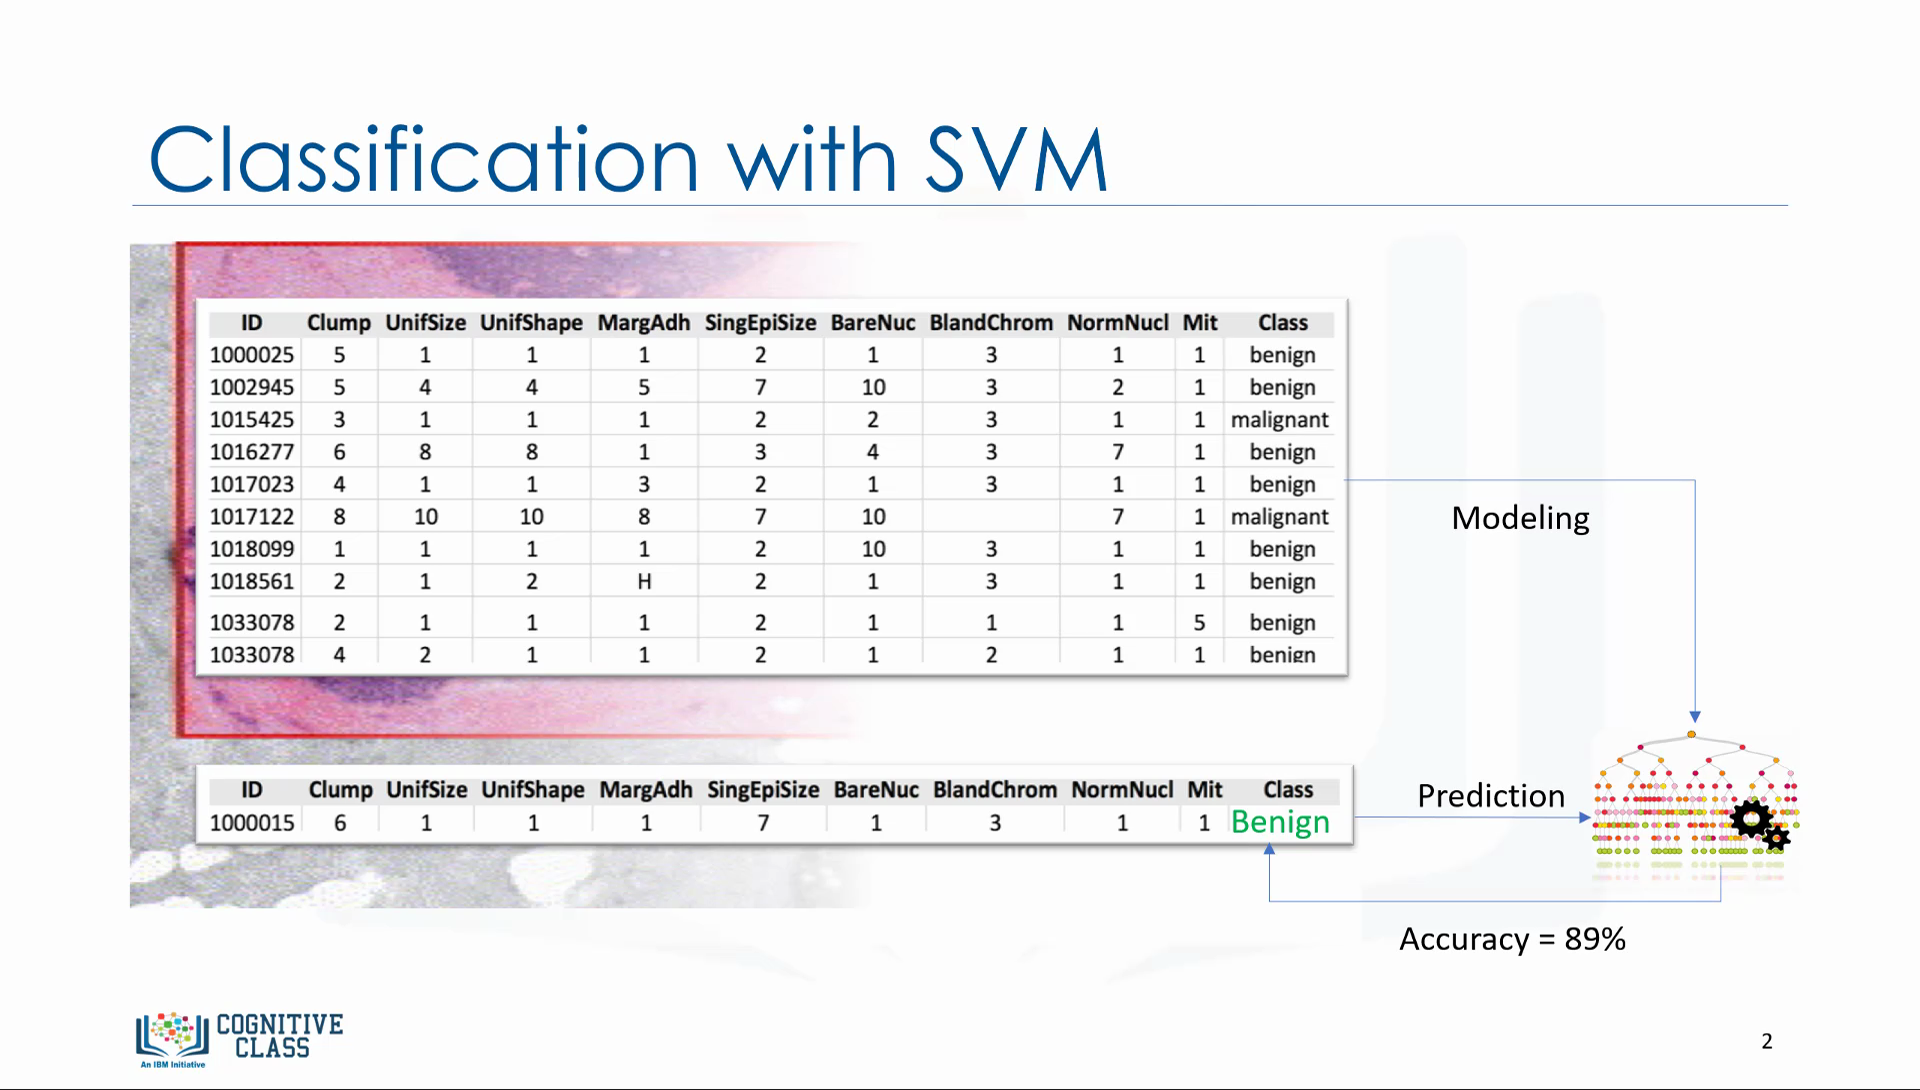 Classification with SVM
ID Clump UnifSize UnifShape MargAdh SingEpiSize BareNuc BlandChrom NormNucl Mit Class
1000025 5 1 1 1 2 1 3 1 1 benign
1002945 5 4 4 5 7 10 3 2 1 benign
1015425 3 1 1 1 2 2 3 1 1 malignant
1016277 6 8 8 1 3 4 3 7 1 benign
1017023 4 1 1 3 2 1 3 1 1 benign
1017122 8 10 10 8 7 10 7 1 malignant
1018099 1 1 1 1 2 10 3 1 1 benign
1018561 2 1 2 H 2 1 3 1 1 benign
1033078 2 1 1 1 2 1 1 1 5 benign
1033078 4 2 1 1 2 1 2 1 1 benign
Modeling
ID Clump UnifSize UnifShape MargAdh SingEpiSize BareNuc BlandChrom NormNucl Mit Class
1000015 6 1 1 1 7 1 3 1 1 Benign
Prediction
Accuracy = 89%
COGNITIVE
CLASS
An IBM Initiative
2